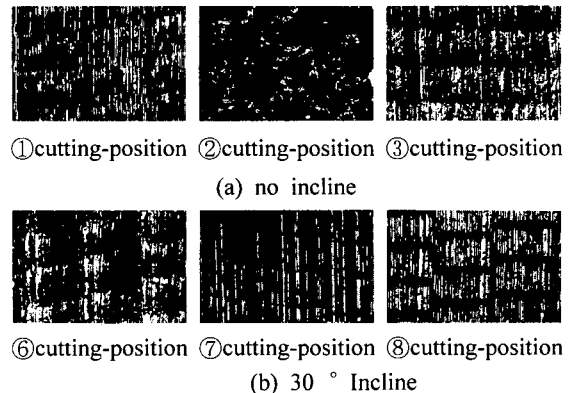 ①cutting-position ②cutting-position ③cutting-position
(a) no incline
⑥cutting-position ⑦cutting-position ⑧cutting-position
(b) 30 ° Incline